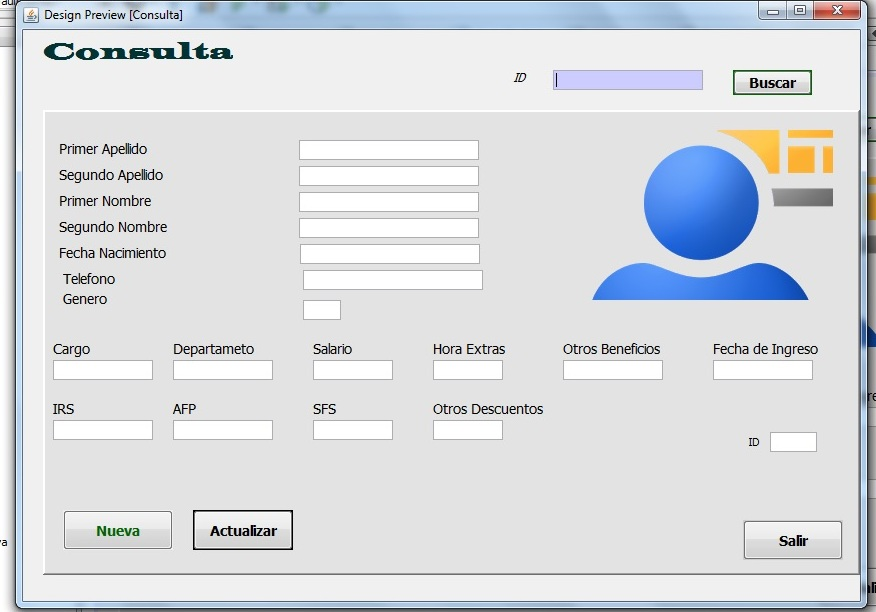 Design Preview [Consulta]
Consulta
ID
Buscar
Primer Apellido
Segundo Apellido
Primer Nombre
Segundo Nombre
Fecha Nacimiento
Telefono
Genero
Cargo Departameto Salario Hora Extras Otros Beneficios Fecha de Ingreso
IRS AFP SFS Otros Descuentos
ID
Nueva Actualizar Salir